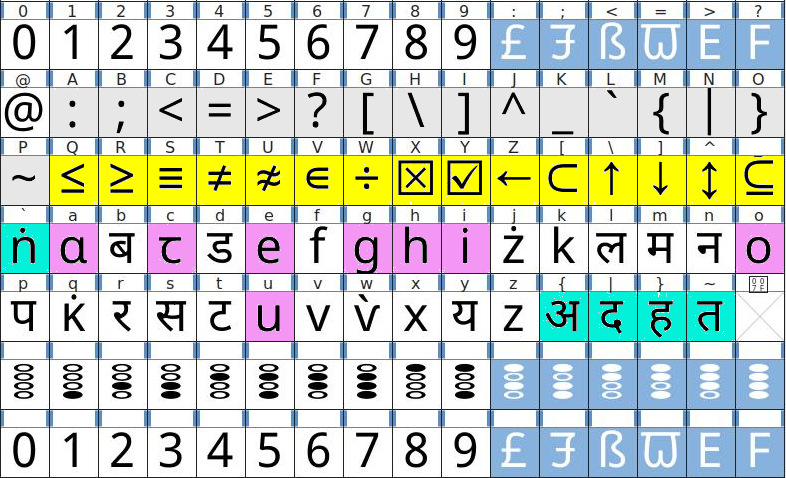 0 1 2 3 4 5 6 7 8 9 : ; < = > ?
0 1 2 3 4 5 6 7 8 9 £ Ƒ ß ϖ E F
@ A B C D E F G H I J K L M N O
@ : ; < = > ? [ \ ] ^ _ ` { | }
P Q R S T U V W X Y Z [ \ ] ^ _
~ ≤ ≥ ≡ ≠ ≉ ∈ ÷ ☒ ☑ ← ⊂ ↑ ↓ ↕ ⊆
` a b c d e f g h i j k l m n o
ṅ ɑ ब τ ड e f g h i ż k ल म न o
p q r s t u v w x y z { | } ~
प k̇ र स ट u v v̀ x य z अ द ह त
0 1 2 3 4 5 6 7 8 9 £ ß ϖ E F